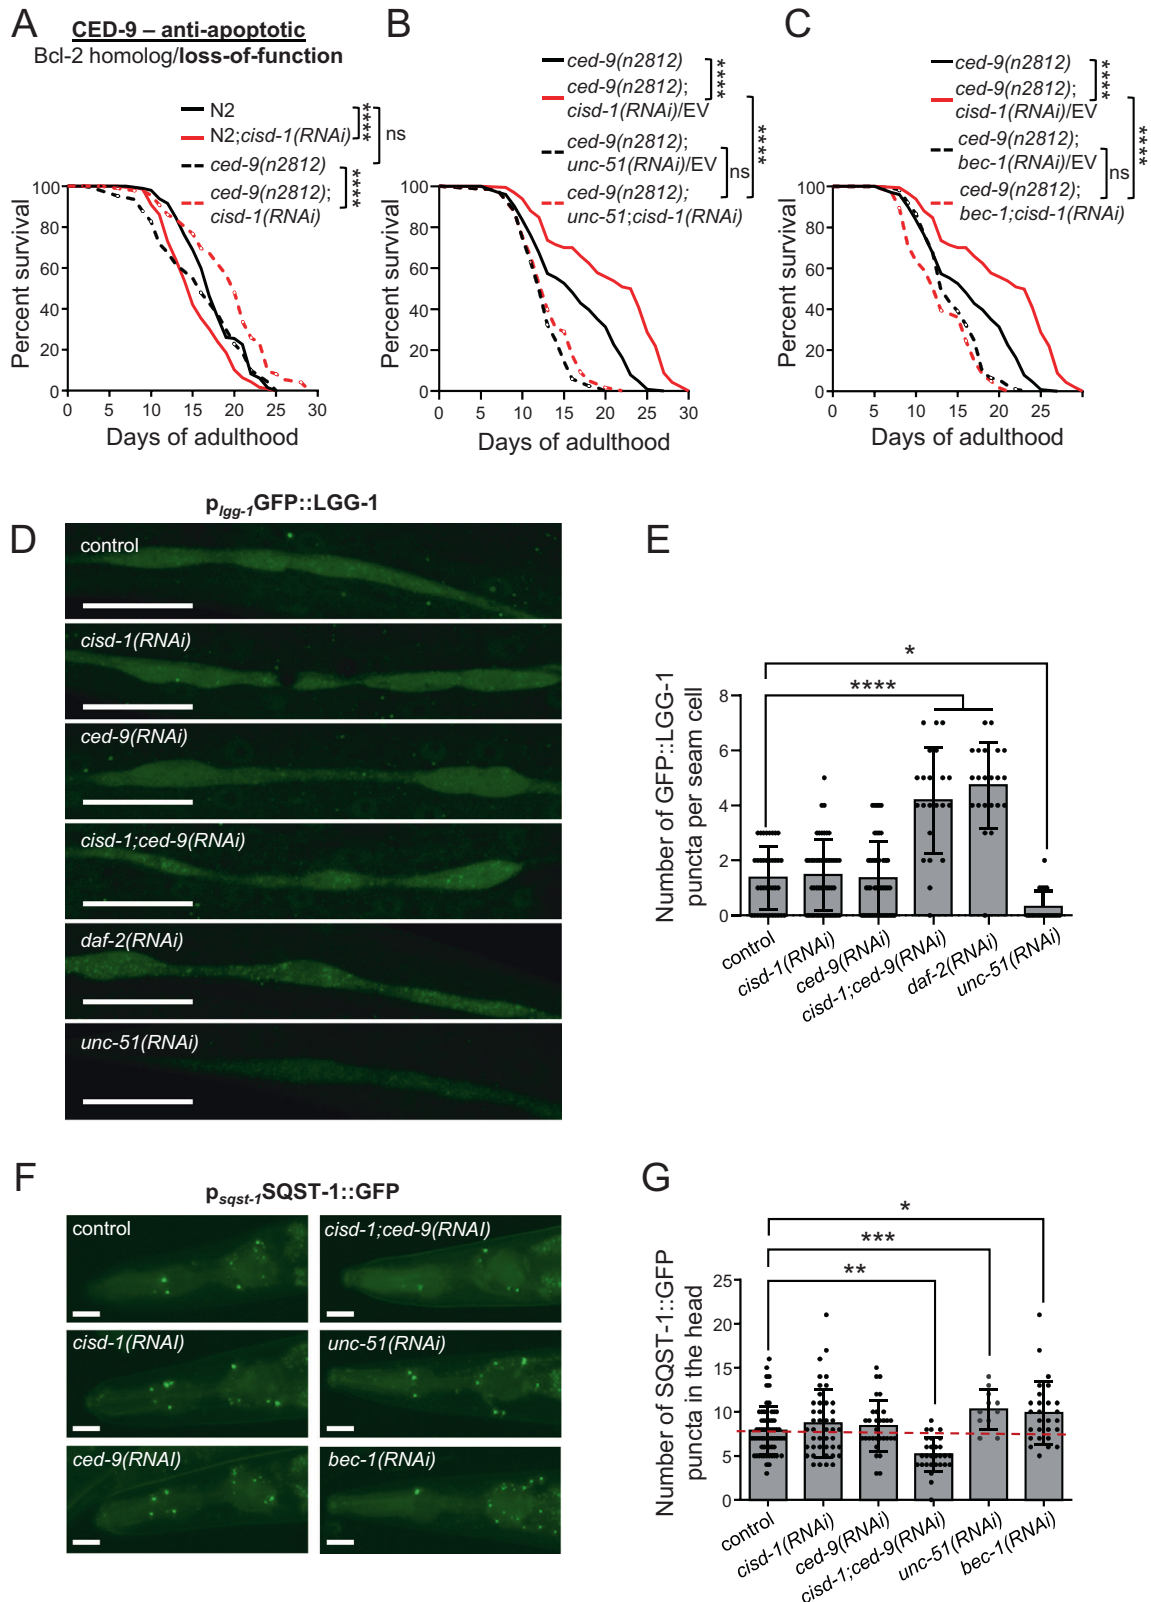 A
CED-9 – anti-apoptotic
Bcl-2 homolog/loss-of-function
N2
N2;cisd-1(RNAi)
ced-9(n2812)
ced-9(n2812);
cisd-1(RNAi)
****
ns
****
Percent survival
100
80
60
40
20
0
0 5 10 15 20 25 30
Days of adulthood
B
ced-9(n2812)
ced-9(n2812);
cisd-1(RNAi)/EV
ced-9(n2812);
unc-51(RNAi)/EV
ced-9(n2812);
unc-51;cisd-1(RNAi)
****
ns
****
Percent survival
100
80
60
40
20
0
0 5 10 15 20 25 30
Days of adulthood
C
ced-9(n2812)
ced-9(n2812);
cisd-1(RNAi)/EV
ced-9(n2812);
bec-1(RNAi)/EV
ced-9(n2812);
bec-1;cisd-1(RNAi)
****
ns
****
Percent survival
100
80
60
40
20
0
0 5 10 15 20 25
Days of adulthood
D
plgg-1GFP::LGG-1
control
cisd-1(RNAi)
ced-9(RNAi)
cisd-1;ced-9(RNAi)
daf-2(RNAi)
unc-51(RNAi)
E
*
****
Number of GFP::LGG-1
puncta per seam cell
8
6
4
2
0
control
cisd-1(RNAi)
ced-9(RNAi)
cisd-1;ced-9(RNAi)
daf-2(RNAi)
unc-51(RNAi)
F
psqst-1SQST-1::GFP
control
cisd-1;ced-9(RNAI)
cisd-1(RNAI)
unc-51(RNAi)
ced-9(RNAI)
bec-1(RNAi)
G
*
***
**
Number of SQST-1::GFP
puncta in the head
25
20
15
10
5
0
control
cisd-1(RNAi)
ced-9(RNAi)
cisd-1;ced-9(RNAi)
unc-51(RNAi)
bec-1(RNAi)